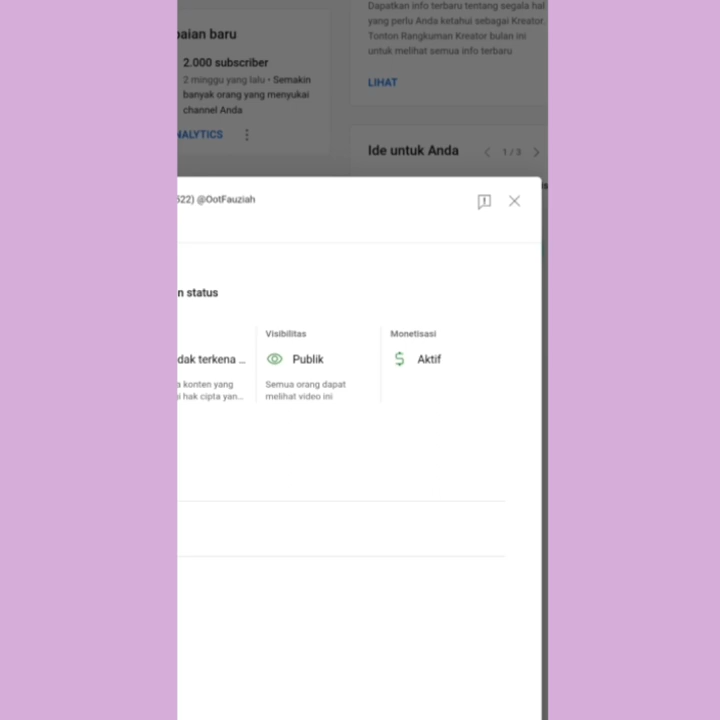 Dapatkan info terbaru tentang segala hal
yang perlu Anda ketahui sebagai Kreator.
Tonton Rangkuman Kreator bulan ini
untuk melihat semua info terbaru
LIHAT
paian baru
2.000 subscriber
2 minggu yang lalu • Semakin
banyak orang yang menyukai
channel Anda
NALYTICS
Ide untuk Anda
1 / 3
522) @OotFauziah
n status
dak terkena ...
a konten yang
i hak cipta yan...
Visibilitas
Publik
Semua orang dapat
melihat video ini
Monetisasi
Aktif